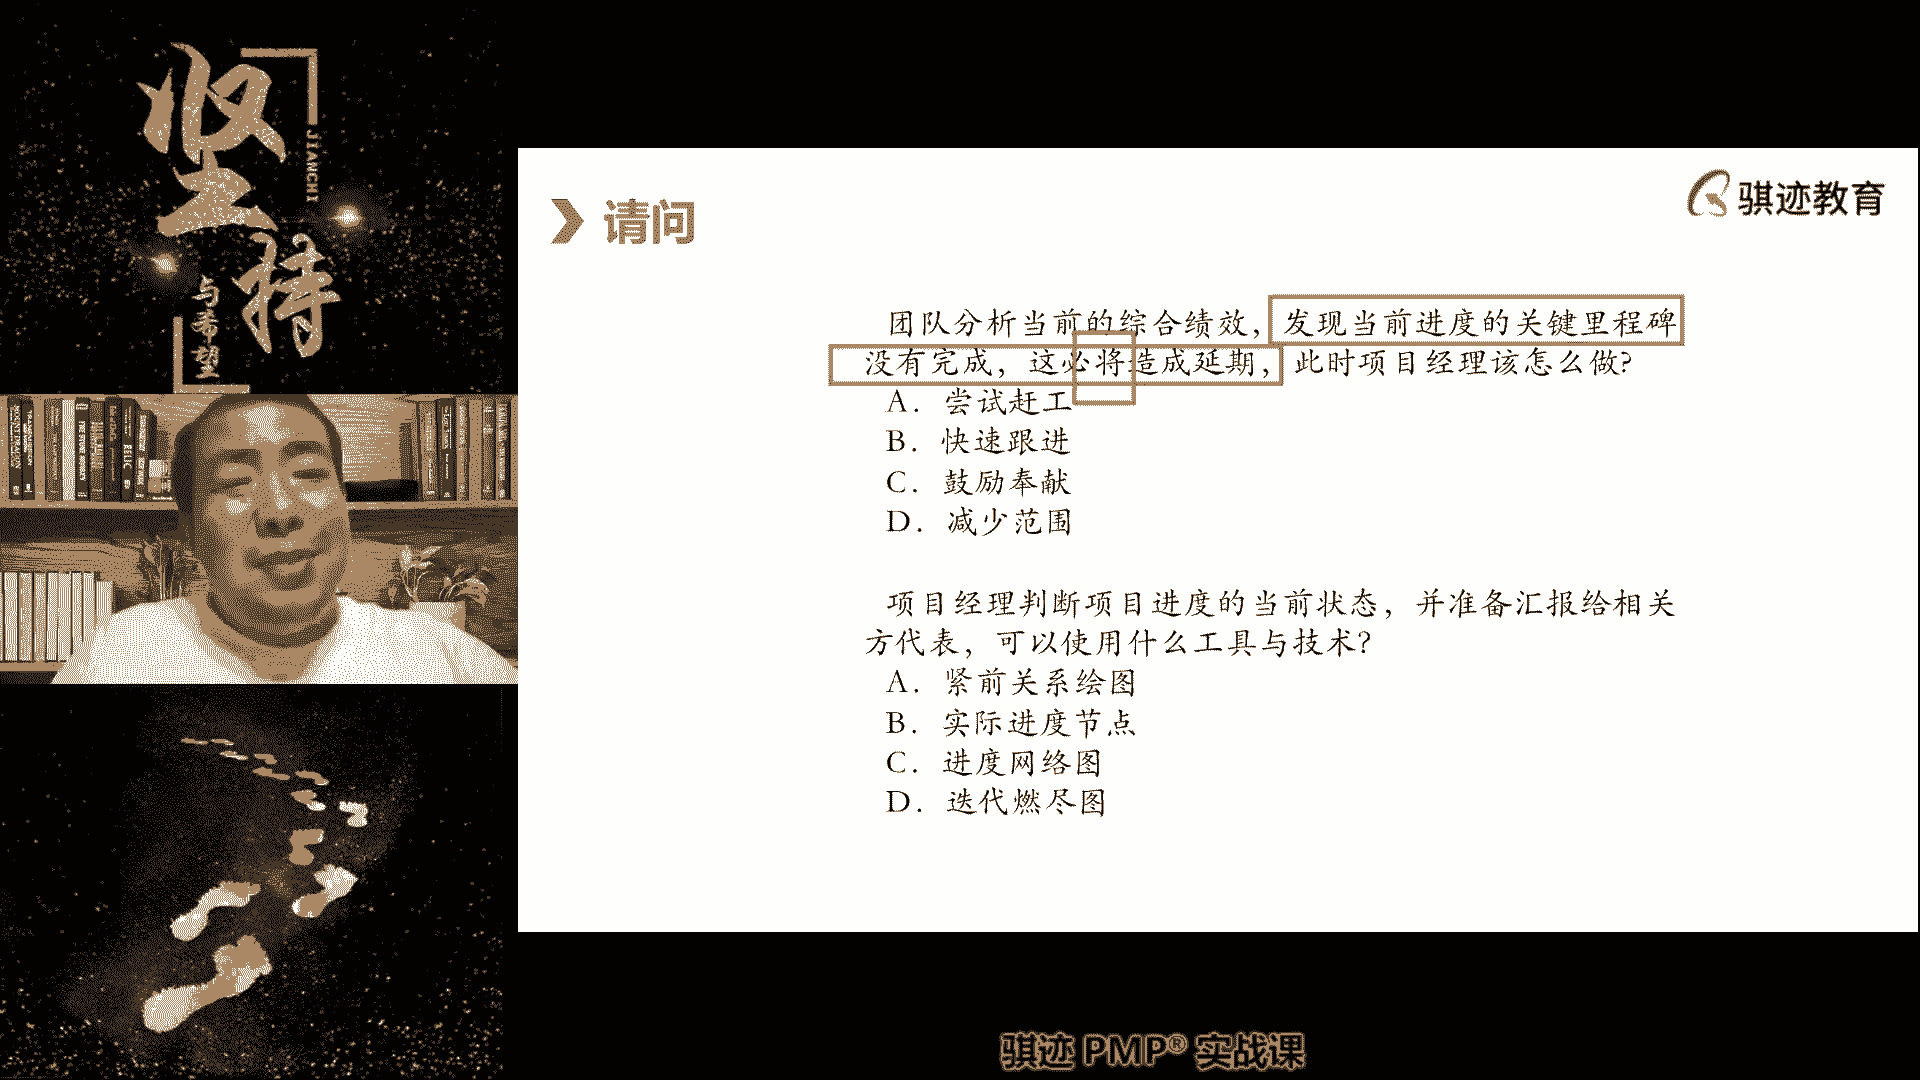 坚持
JIANCHI
与希望
请问
骐迹教育
团队分析当前的综合绩效，发现当前进度的关键里程碑
没有完成，这必将造成延期，此时项目经理该怎么做？
A. 尝试赶工
B. 快速跟进
C. 鼓励奉献
D. 减少范围
项目经理判断项目进度的当前状态，并准备汇报给相关
方代表，可以使用什么工具与技术？
A. 紧前关系绘图
B. 实际进度节点
C. 进度网络图
D. 迭代燃尽图
骐迹 PMP® 实战课